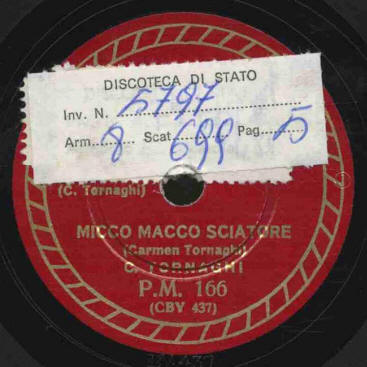 DISCOTECA DI STATO
Inv. N. 5797
Arm. 8 Scat. 699 Pag. 5
(C. Tornaghi)
MICCO MACCO SCIATORE
(Carmen Tornaghi)
C. TORNAGHI
P.M. 166
(CBY 437)